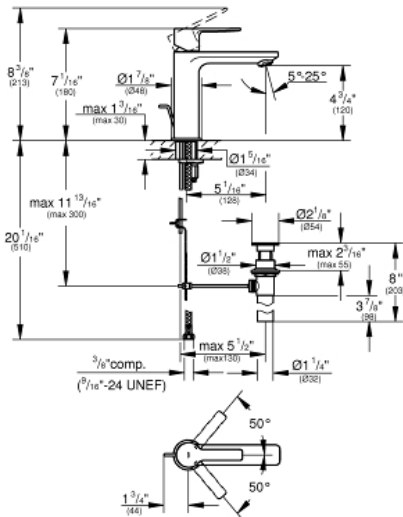 8 3/8"
(213)
7 1/16"
(180)
Ø1 7/8"
(Ø48)
5°-25°
4 3/4"
(120)
max 1 3/16"
(max 30)
Ø1 5/16"
(Ø34)
5 1/16"
(128)
max 11 13/16"
(max 300)
20 1/16"
(510)
Ø2 1/8"
(Ø54)
Ø1 1/2"
(Ø38)
max 2 3/16"
(max 55)
8"
(203)
3 7/8"
(98)
max 5 1/2"
(max130)
3/8"comp.
(9/16"-24 UNEF)
Ø1 1/4"
(Ø32)
50°
1 3/4"
(44)
50°